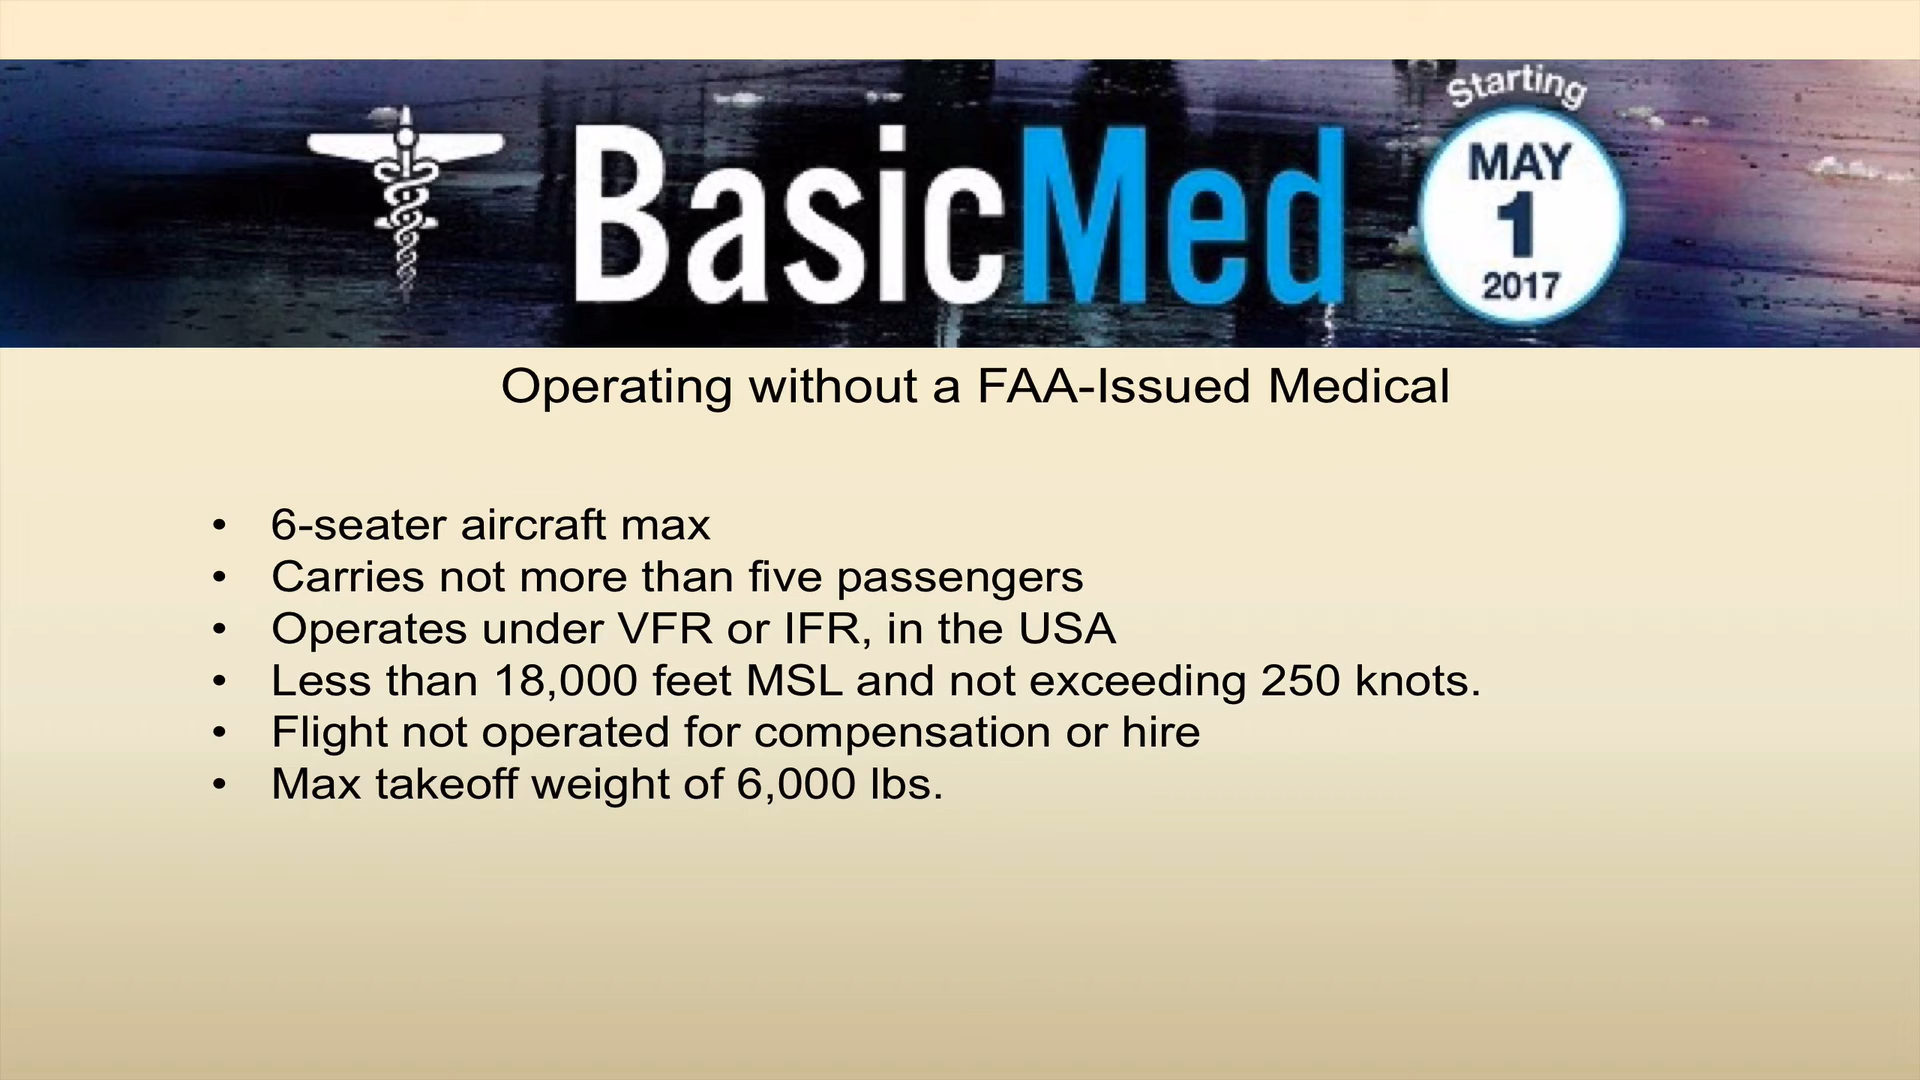 Starting
BasicMed
MAY
1
2017
Operating without a FAA-Issued Medical
• 6-seater aircraft max
• Carries not more than five passengers
• Operates under VFR or IFR, in the USA
• Less than 18,000 feet MSL and not exceeding 250 knots.
• Flight not operated for compensation or hire
• Max takeoff weight of 6,000 lbs.